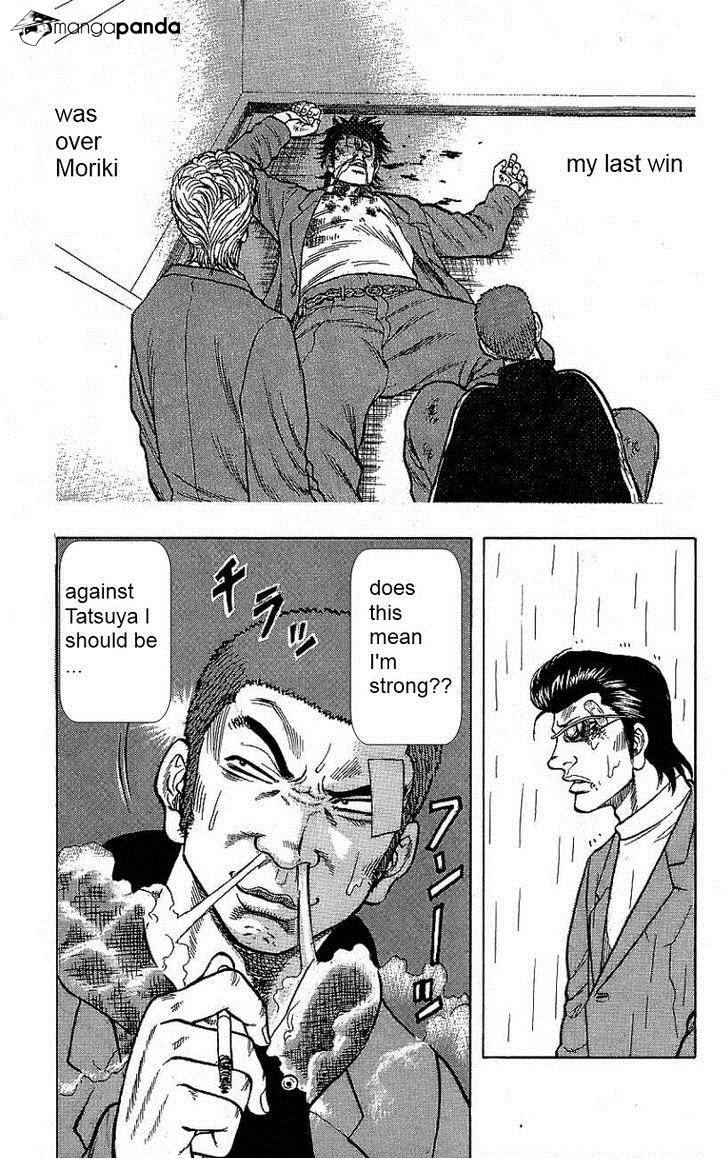 mangapanda
my last win
was
over
Moriki
does
this
mean
I'm
strong??
against
Tatsuya I
should be
...
チラッ
フンーッ